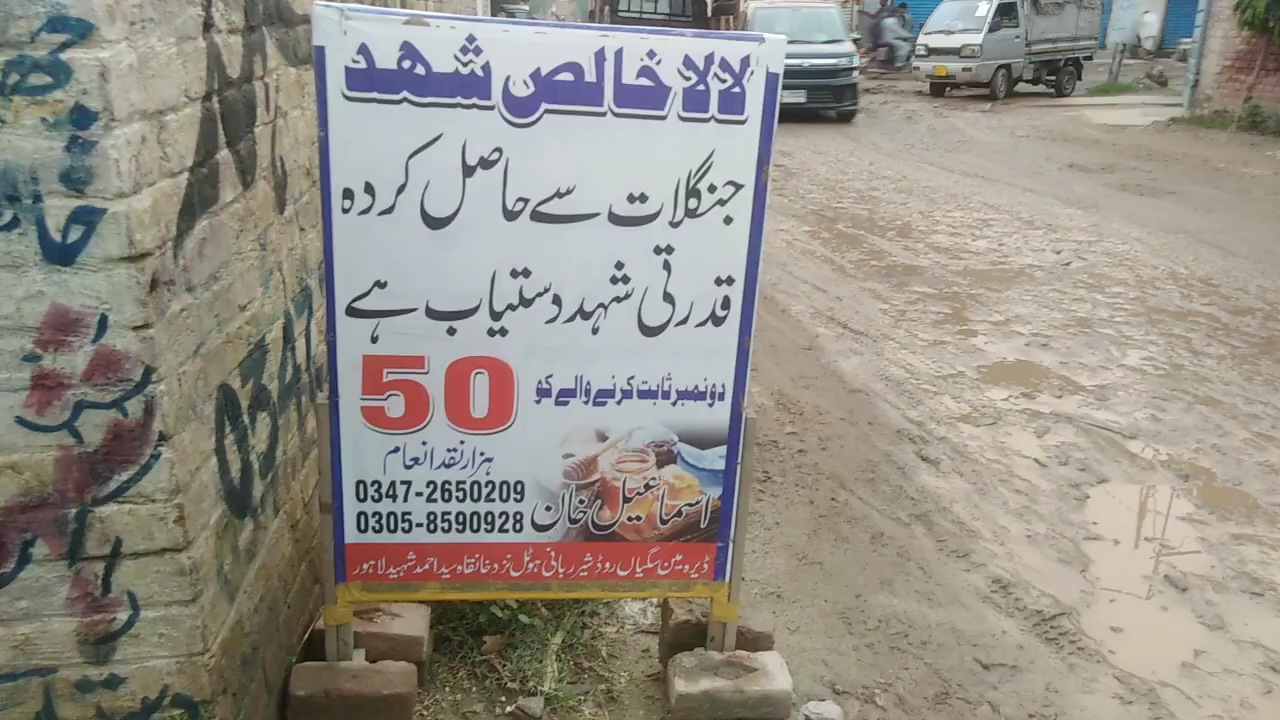 لالا خالص شهد
جنگلات سے حاصل کردہ
قدرتی شہد دستیاب ہے
دو نمبر ثابت کرنے والے کو
50
ہزار نقد انعام
0347-2650209
0305-8590928
اسماعیل خان
ڈیرہ مین سگیاں روڈ شیر ربانی ہوٹل نزد خانقاہ سید احمد شہید لاہور